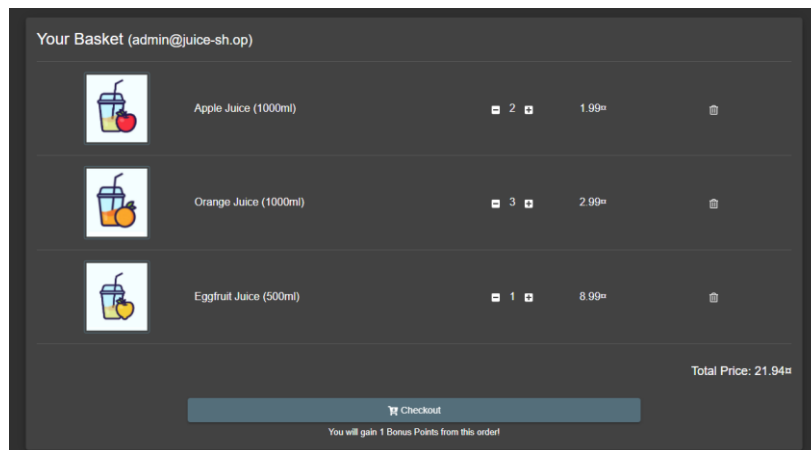 Your Basket (admin@juice-sh.op)
Apple Juice (1000ml) 2 1.99¤
Orange Juice (1000ml) 3 2.99¤
Eggfruit Juice (500ml) 1 8.99¤
Total Price: 21.94¤
Checkout
You will gain 1 Bonus Points from this order!